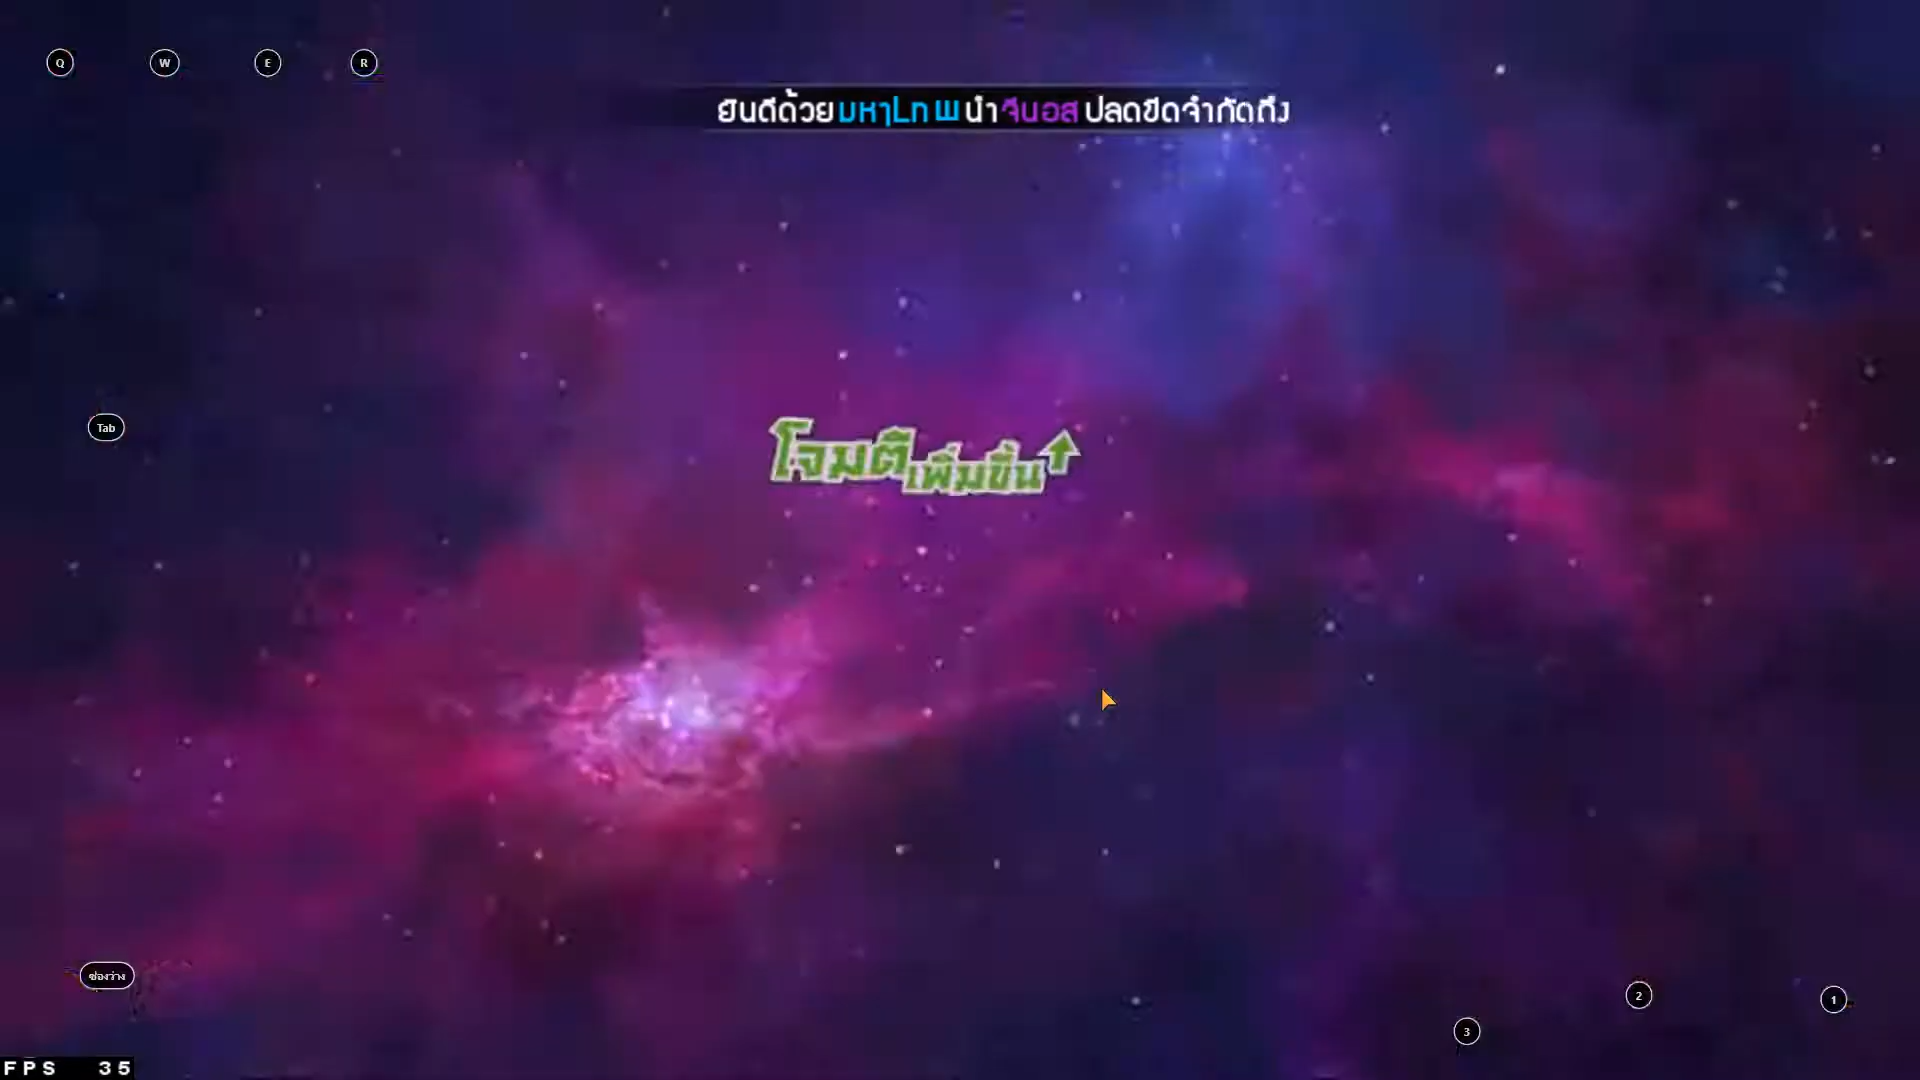 Q W E R
ยินดีด้วยมหาเทพนำจีนอสปลดขีดจำกัดถึง
Tab
โจมตีเพิ่มขึ้น
ช่องว่าง
2 1
3
FPS 35